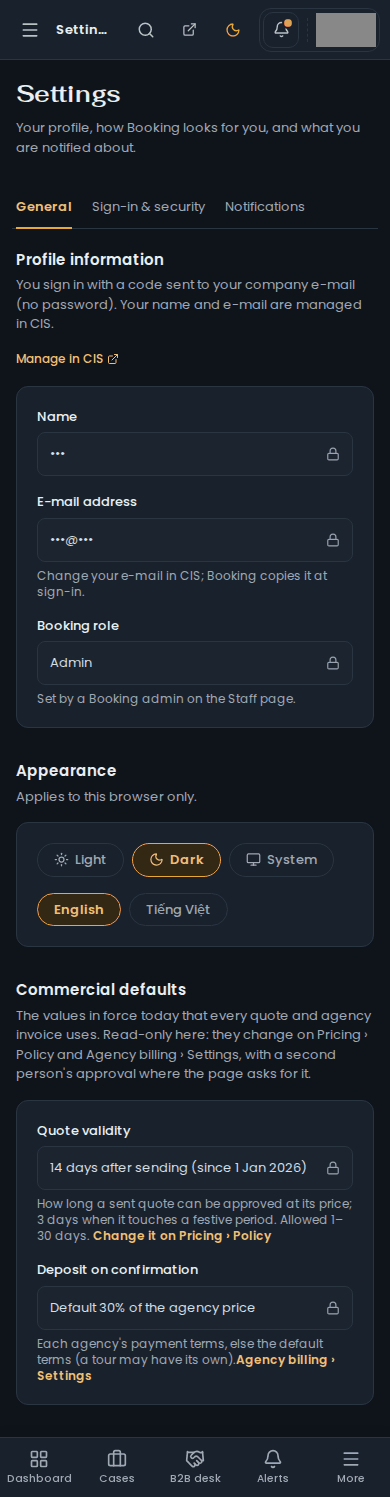 Settin...
Settings
Your profile, how Booking looks for you, and what you
are notified about.
General Sign-in & security Notifications
Profile information
You sign in with a code sent to your company e-mail
(no password). Your name and e-mail are managed
in CIS.
Manage in CIS
Name
•••
E-mail address
•••@•••
Change your e-mail in CIS; Booking copies it at
sign-in.
Booking role
Admin
Set by a Booking admin on the Staff page.
Appearance
Applies to this browser only.
Light Dark System
English Tiếng Việt
Commercial defaults
The values in force today that every quote and agency
invoice uses. Read-only here: they change on Pricing ›
Policy and Agency billing › Settings, with a second
person's approval where the page asks for it.
Quote validity
14 days after sending (since 1 Jan 2026)
How long a sent quote can be approved at its price;
3 days when it touches a festive period. Allowed 1–
30 days. Change it on Pricing › Policy
Deposit on confirmation
Default 30% of the agency price
Each agency's payment terms, else the default
terms (a tour may have its own).Agency billing ›
Settings
Dashboard Cases B2B desk Alerts More